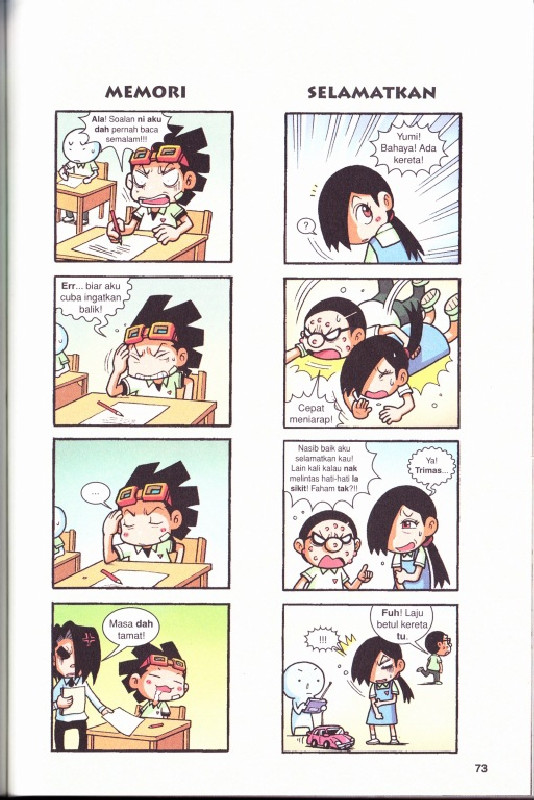 MEMORI
Ala! Soalan ni aku
dah pernah baca
semalam!!!
Err... biar aku
cuba ingatkan
balik!
...
Masa dah
tamat!
SELAMATKAN
Yumi!
Bahaya! Ada
kereta!
?
Cepat
meniarap!
Nasib baik aku
selamatkan kau!
Lain kali kalau nak
melintas hati-hati la
sikit! Faham tak?!!
Ya!
Trimas...
!!!
Fuh! Laju
betul kereta
tu.
73